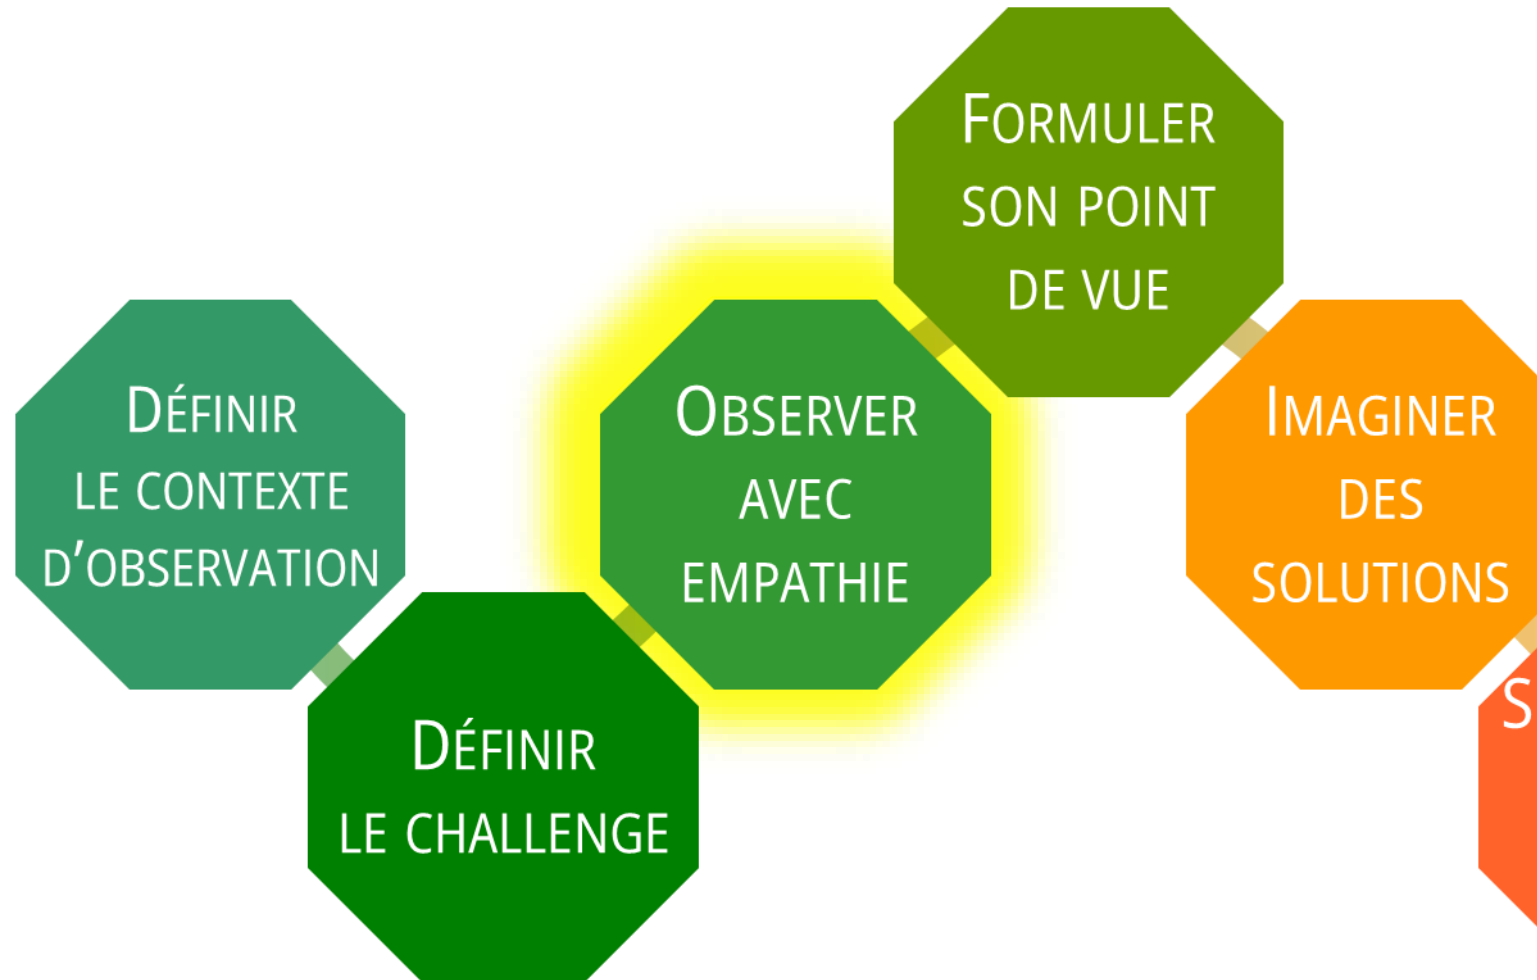 DÉFINIR
LE CONTEXTE
D'OBSERVATION
DÉFINIR
LE CHALLENGE
OBSERVER
AVEC
EMPATHIE
FORMULER
SON POINT
DE VUE
IMAGINER
DES
SOLUTIONS